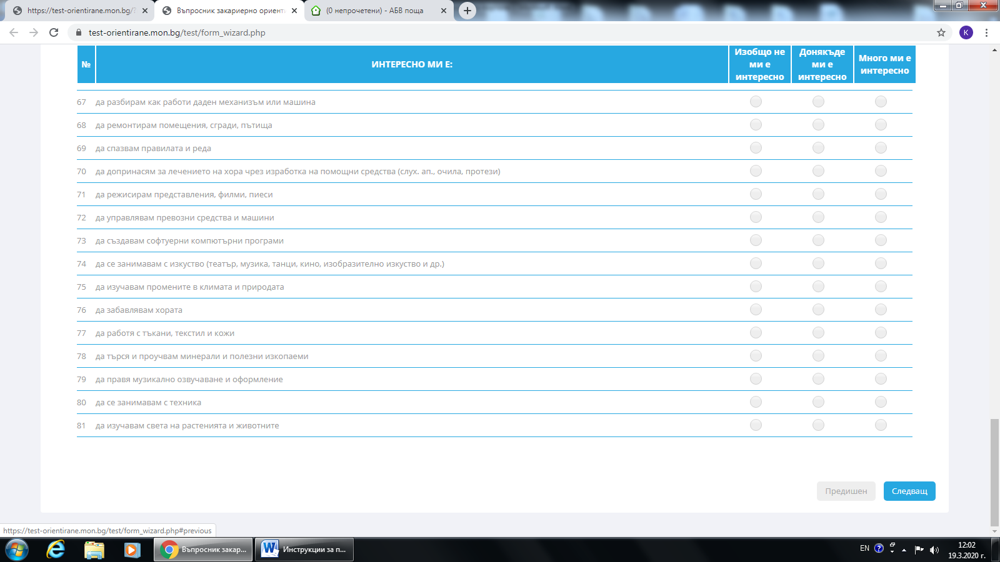 https://test-orientirane.mon.bg/?
Въпросник закариерно ориенти
(0 непрочетени) - АБВ поща
test-orientirane.mon.bg/test/form_wizard.php
K
№
ИНТЕРЕСНО МИ Е:
Изобщо не ми е интересно
Донякъде ми е интересно
Много ми е интересно
67 да разбирам как работи даден механизъм или машина
68 да ремонтирам помещения, сгради, пътища
69 да спазвам правилата и реда
70 да допринасям за лечението на хора чрез изработка на помощни средства (слух. ап., очила, протези)
71 да режисирам представления, филми, пиеси
72 да управлявам превозни средства и машини
73 да създавам софтуерни компютърни програми
74 да се занимавам с изкуство (театър, музика, танци, кино, изобразително изкуство и др.)
75 да изучавам промените в климата и природата
76 да забавлявам хората
77 да работя с тъкани, текстил и кожи
78 да търся и проучвам минерали и полезни изкопаеми
79 да правя музикално озвучаване и оформление
80 да се занимавам с техника
81 да изучавам света на растенията и животните
Предишен
Следващ
https://test-orientirane.mon.bg/test/form_wizard.php#previous
Въпросник закар...
Инструкции за п...
EN
12:02
19.3.2020 г.